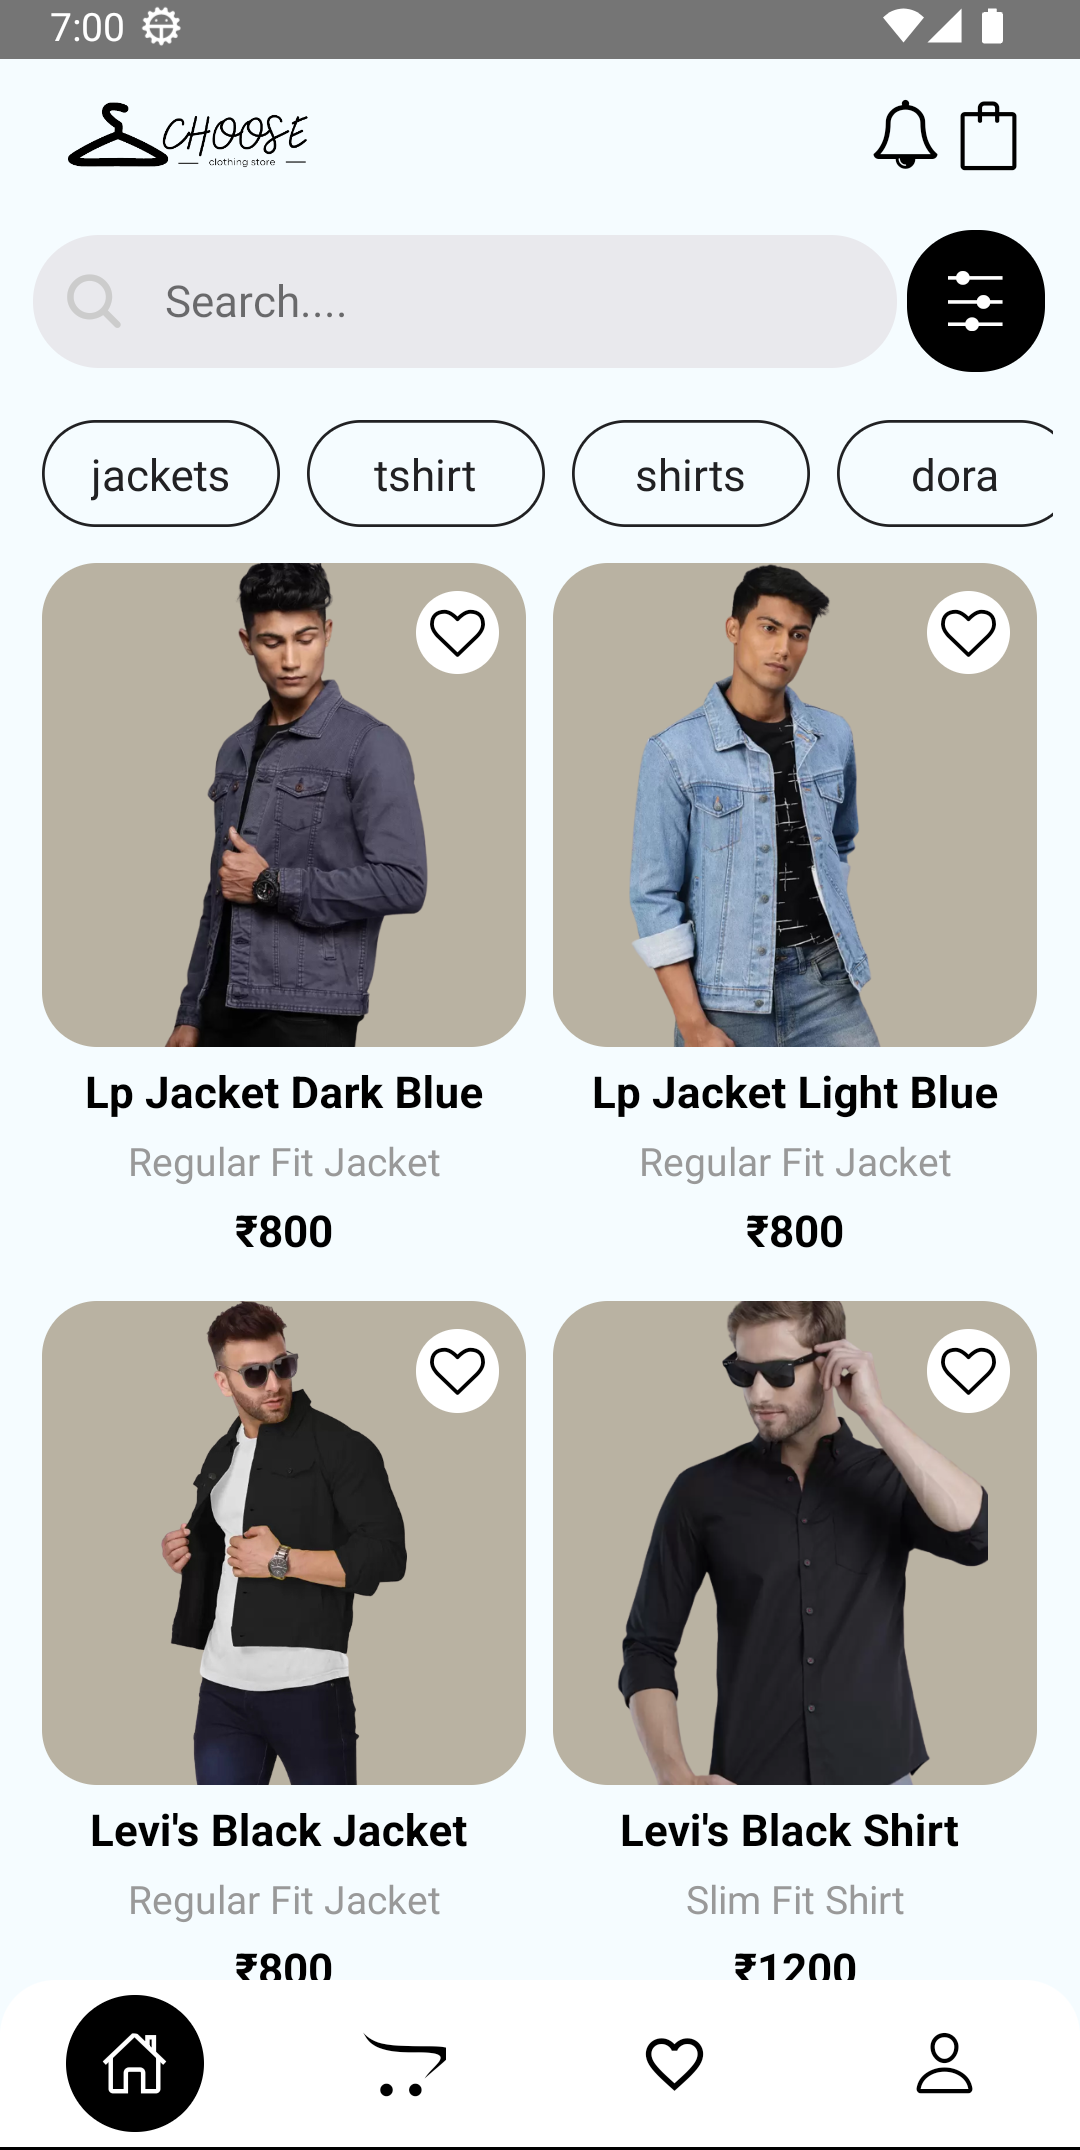 7:00
CHOOSE
clothing store
Search....
jackets
tshirt
shirts
dora
Lp Jacket Dark Blue
Lp Jacket Light Blue
Regular Fit Jacket
Regular Fit Jacket
₹800
₹800
Levi's Black Jacket
Levi's Black Shirt
Regular Fit Jacket
Slim Fit Shirt
₹800
₹1200